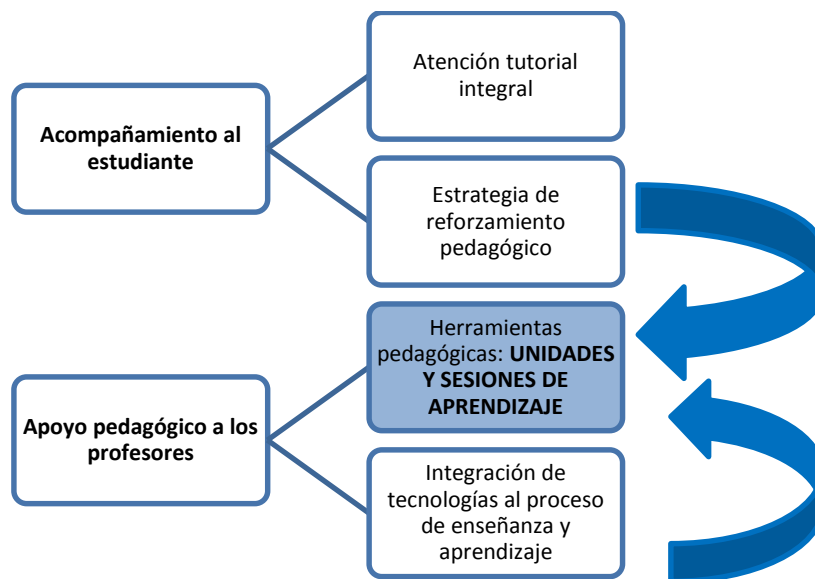 Atención tutorial
integral
Acompañamiento al
estudiante
Estrategia de
reforzamiento
pedagógico
Herramientas
pedagógicas: UNIDADES
Y SESIONES DE
APRENDIZAJE
Apoyo pedagógico a los
profesores
Integración de
tecnologías al proceso
de enseñanza y
aprendizaje